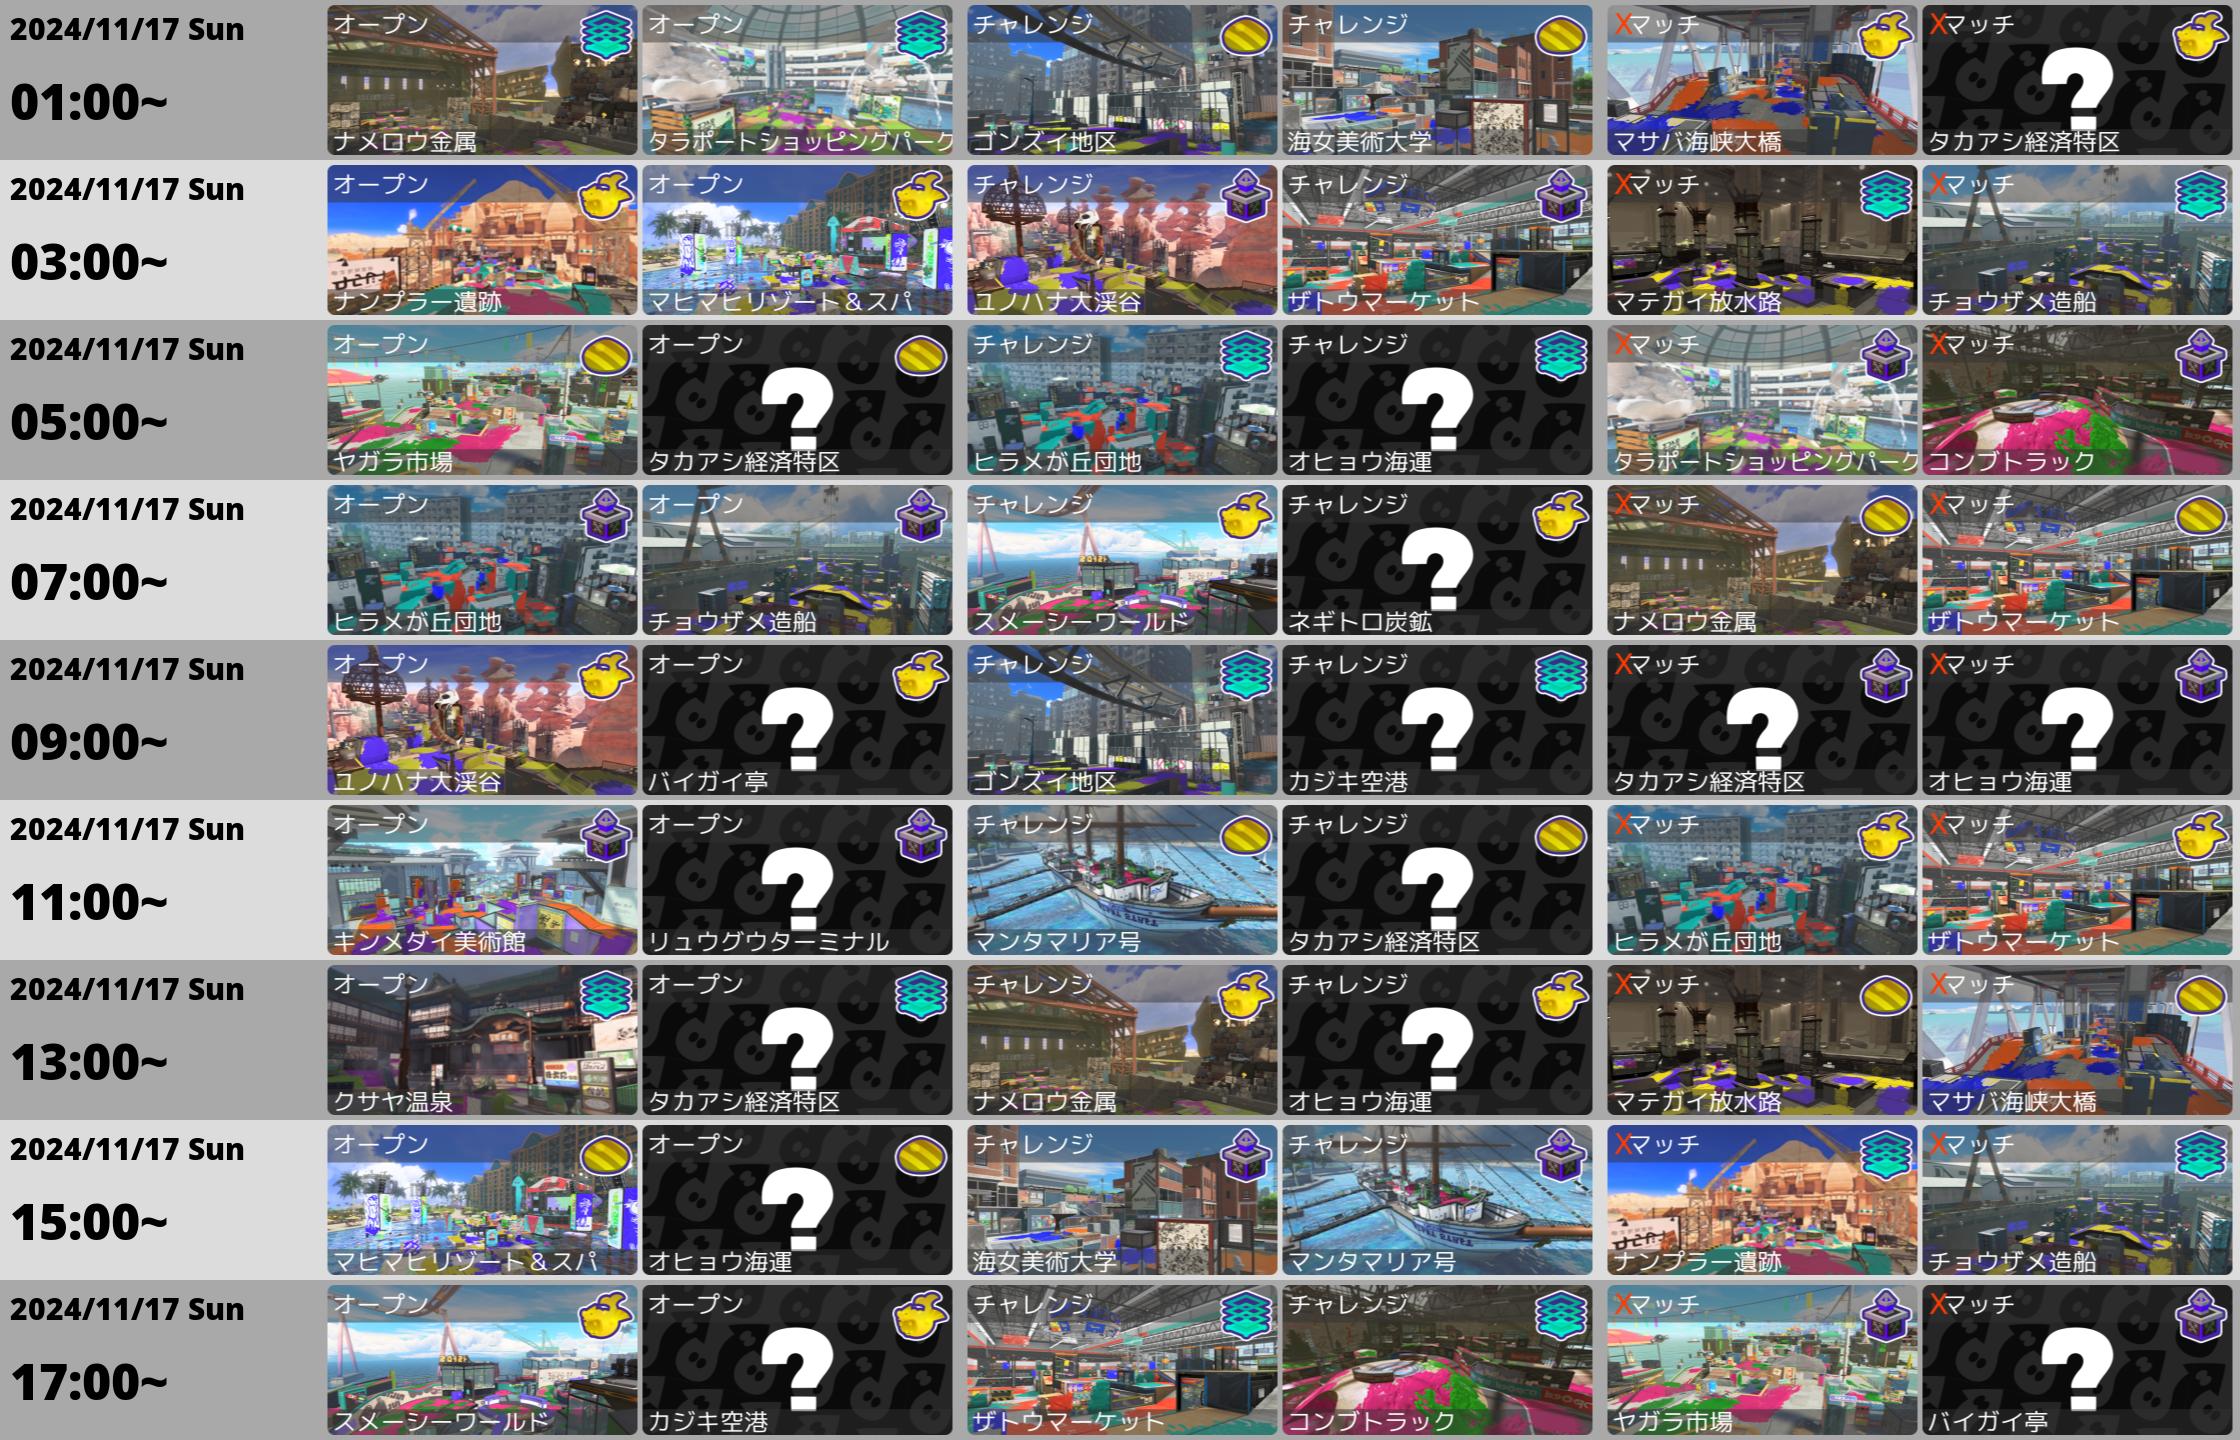 2024/11/17 Sun
01:00~
オープン
ナメロウ金属
オープン
タラポートショッピングパーク
チャレンジ
ゴンズイ地区
チャレンジ
海女美術大学
Xマッチ
マサバ海峡大橋
Xマッチ
タカアシ経済特区
2024/11/17 Sun
03:00~
オープン
ナンプラー遺跡
オープン
マヒマヒリゾート＆スパ
チャレンジ
ユノハナ大渓谷
チャレンジ
ザトウマーケット
Xマッチ
マテガイ放水路
Xマッチ
チョウザメ造船
2024/11/17 Sun
05:00~
オープン
ヤガラ市場
オープン
タカアシ経済特区
チャレンジ
ヒラメが丘団地
チャレンジ
オヒョウ海運
Xマッチ
タラポートショッピングパーク
Xマッチ
コンブトラック
2024/11/17 Sun
07:00~
オープン
ヒラメが丘団地
オープン
チョウザメ造船
チャレンジ
スメーシーワールド
チャレンジ
ネギトロ炭鉱
Xマッチ
ナメロウ金属
Xマッチ
ザトウマーケット
2024/11/17 Sun
09:00~
オープン
ユノハナ大渓谷
オープン
バイガイ亭
チャレンジ
ゴンズイ地区
チャレンジ
カジキ空港
Xマッチ
タカアシ経済特区
Xマッチ
オヒョウ海運
2024/11/17 Sun
11:00~
オープン
キンメダイ美術館
オープン
リュウグウターミナル
チャレンジ
マンタマリア号
チャレンジ
タカアシ経済特区
Xマッチ
ヒラメが丘団地
Xマッチ
ザトウマーケット
2024/11/17 Sun
13:00~
オープン
クサヤ温泉
オープン
タカアシ経済特区
チャレンジ
ナメロウ金属
チャレンジ
オヒョウ海運
Xマッチ
マテガイ放水路
Xマッチ
マサバ海峡大橋
2024/11/17 Sun
15:00~
オープン
マヒマヒリゾート＆スパ
オープン
オヒョウ海運
チャレンジ
海女美術大学
チャレンジ
マンタマリア号
Xマッチ
ナンプラー遺跡
Xマッチ
チョウザメ造船
2024/11/17 Sun
17:00~
オープン
スメーシーワールド
オープン
カジキ空港
チャレンジ
ザトウマーケット
チャレンジ
コンブトラック
Xマッチ
ヤガラ市場
Xマッチ
バイガイ亭